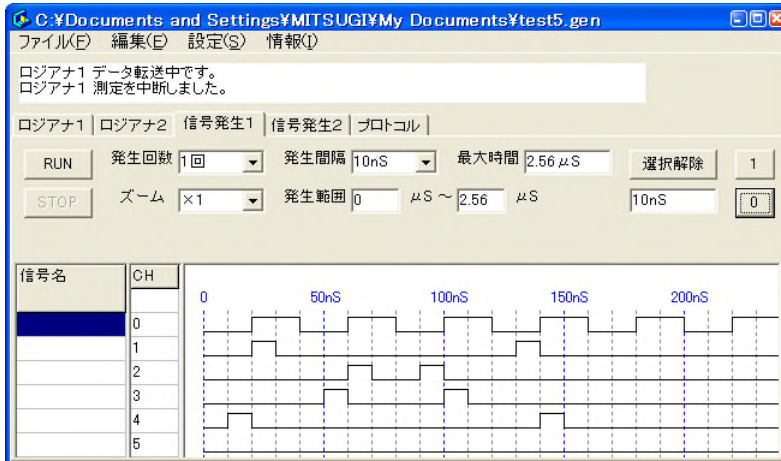 C:¥Documents and Settings¥MITSUGI¥My Documents¥test5.gen
ファイル(F) 編集(E) 設定(S) 情報(I)
ロジアナ1 データ転送中です。
ロジアナ1 測定を中断しました。
ロジアナ1 ロジアナ2 信号発生1 信号発生2 プロトコル
RUN 発生回数 1回 発生間隔 10nS 最大時間 2.56μS 選択解除 1
STOP ズーム ×1 発生範囲 0 μS ~ 2.56 μS 10nS 0
信号名 CH
0 50nS 100nS 150nS 200nS
0
1
2
3
4
5